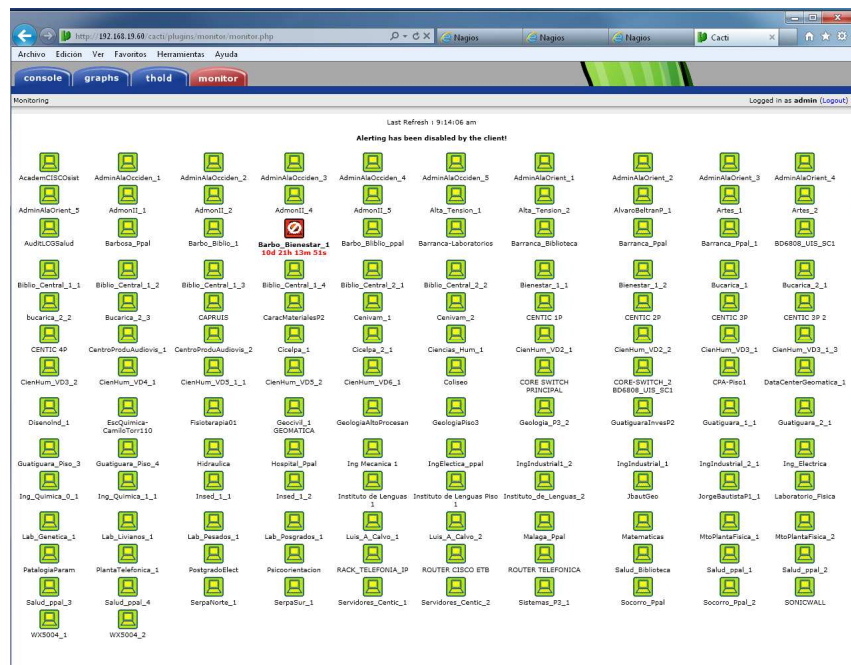 http://192.168.19.60/cacti/plugins/monitor/monitor.php Nagios Nagios Nagios Cacti
Archivo Edición Ver Favoritos Herramientas Ayuda
console graphs thold monitor
Monitoring Logged in as admin (Logout)
Last Refresh : 9:14:06 am
Alerting has been disabled by the client!
AcademCISCOsist AdminAlaOcciden_1 AdminAlaOcciden_2 AdminAlaOcciden_3 AdminAlaOcciden_4 AdminAlaOcciden_5 AdminAlaOrient_1 AdminAlaOrient_2 AdminAlaOrient_3 AdminAlaOrient_4
AdminAlaOrient_5 AdmonII_1 AdmonII_2 AdmonII_4 AdmonII_5 Alta_Tension_1 Alta_Tension_2 AlvaroBeltranP_1 Artes_1 Artes_2
AuditLCGSalud Barbosa_Ppal Barbo_Biblio_1 Barbo_Bienestar_1 Barbo_Bliblio_ppal Barranca-Laboratorios Barranca_Biblioteca Barranca_Ppal Barranca_Ppal_1 BD6808_UIS_SC1
10d 21h 13m 51s
Biblio_Central_1_1 Biblio_Central_1_2 Biblio_Central_1_3 Biblio_Central_1_4 Biblio_Central_2_1 Biblio_Central_2_2 Bienestar_1_1 Bienestar_1_2 Bucarica_1 Bucarica_2_1
bucarica_2_2 Bucarica_2_3 CAPRUIS CaracMaterialesP2 Cenivam_1 Cenivam_2 CENTIC 1P CENTIC 2P CENTIC 3P CENTIC 3P 2
CENTIC 4P CentroProduAudiovis_1 CentroProduAudiovis_2 Cicelpa_1 Cicelpa_2_1 Ciencias_Hum_1 CienHum_VD2_1 CienHum_VD2_2 CienHum_VD3_1 CienHum_VD3_1_3
CienHum_VD3_2 CienHum_VD4_1 CienHum_VD5_1_1 CienHum_VD5_2 CienHum_VD6_1 Coliseo CORE SWITCH CORE-SWITCH_2 CPA-Piso1 DataCenterGeomatica_1
PRINCIPAL BD6808_UIS_SC1
DisenoInd_1 EscQuimica- Fisioterapia01 Geocivil_1 GeologiaAltoProcesan GeologiaPiso3 Geologia_P3_2 GuatiguaraInvesP2 Guatiguara_1_1 Guatiguara_2_1
CamiloTorr110 GEOMATICA
Guatiguara_Piso_3 Guatiguara_Piso_4 Hidraulica Hospital_Ppal Ing Mecanica 1 IngElectica_ppal IngIndustrial1_2 IngIndustrial_1 IngIndustrial_2_1 Ing_Electrica
Ing_Quimica_0_1 Ing_Quimica_1_1 Insed_1_1 Insed_1_2 Instituto de Lenguas Instituto de Lenguas Piso Instituto_de_Lenguas_2 JbautGeo JorgeBautistaP1_1 Laboratorio_Fisica
1 1
Lab_Genetica_1 Lab_Livianos_1 Lab_Pesados_1 Lab_Posgrados_1 Luis_A_Calvo_1 Luis_A_Calvo_2 Malaga_Ppal Matematicas MtoPlantaFisica_1 MtoPlantaFisica_2
PatalogiaParam PlantaTelefonica_1 PostgradoElect Psicoorientacion RACK_TELEFONIA_IP ROUTER CISCO ETB ROUTER TELEFONICA Salud_Biblioteca Salud_ppal_1 Salud_ppal_2
Salud_ppal_3 Salud_ppal_4 SerpaNorte_1 SerpaSur_1 Servidores_Centic_1 Servidores_Centic_2 Sistemas_P3_1 Socorro_Ppal Socorro_Ppal_2 SONICWALL
WX5004_1 WX5004_2